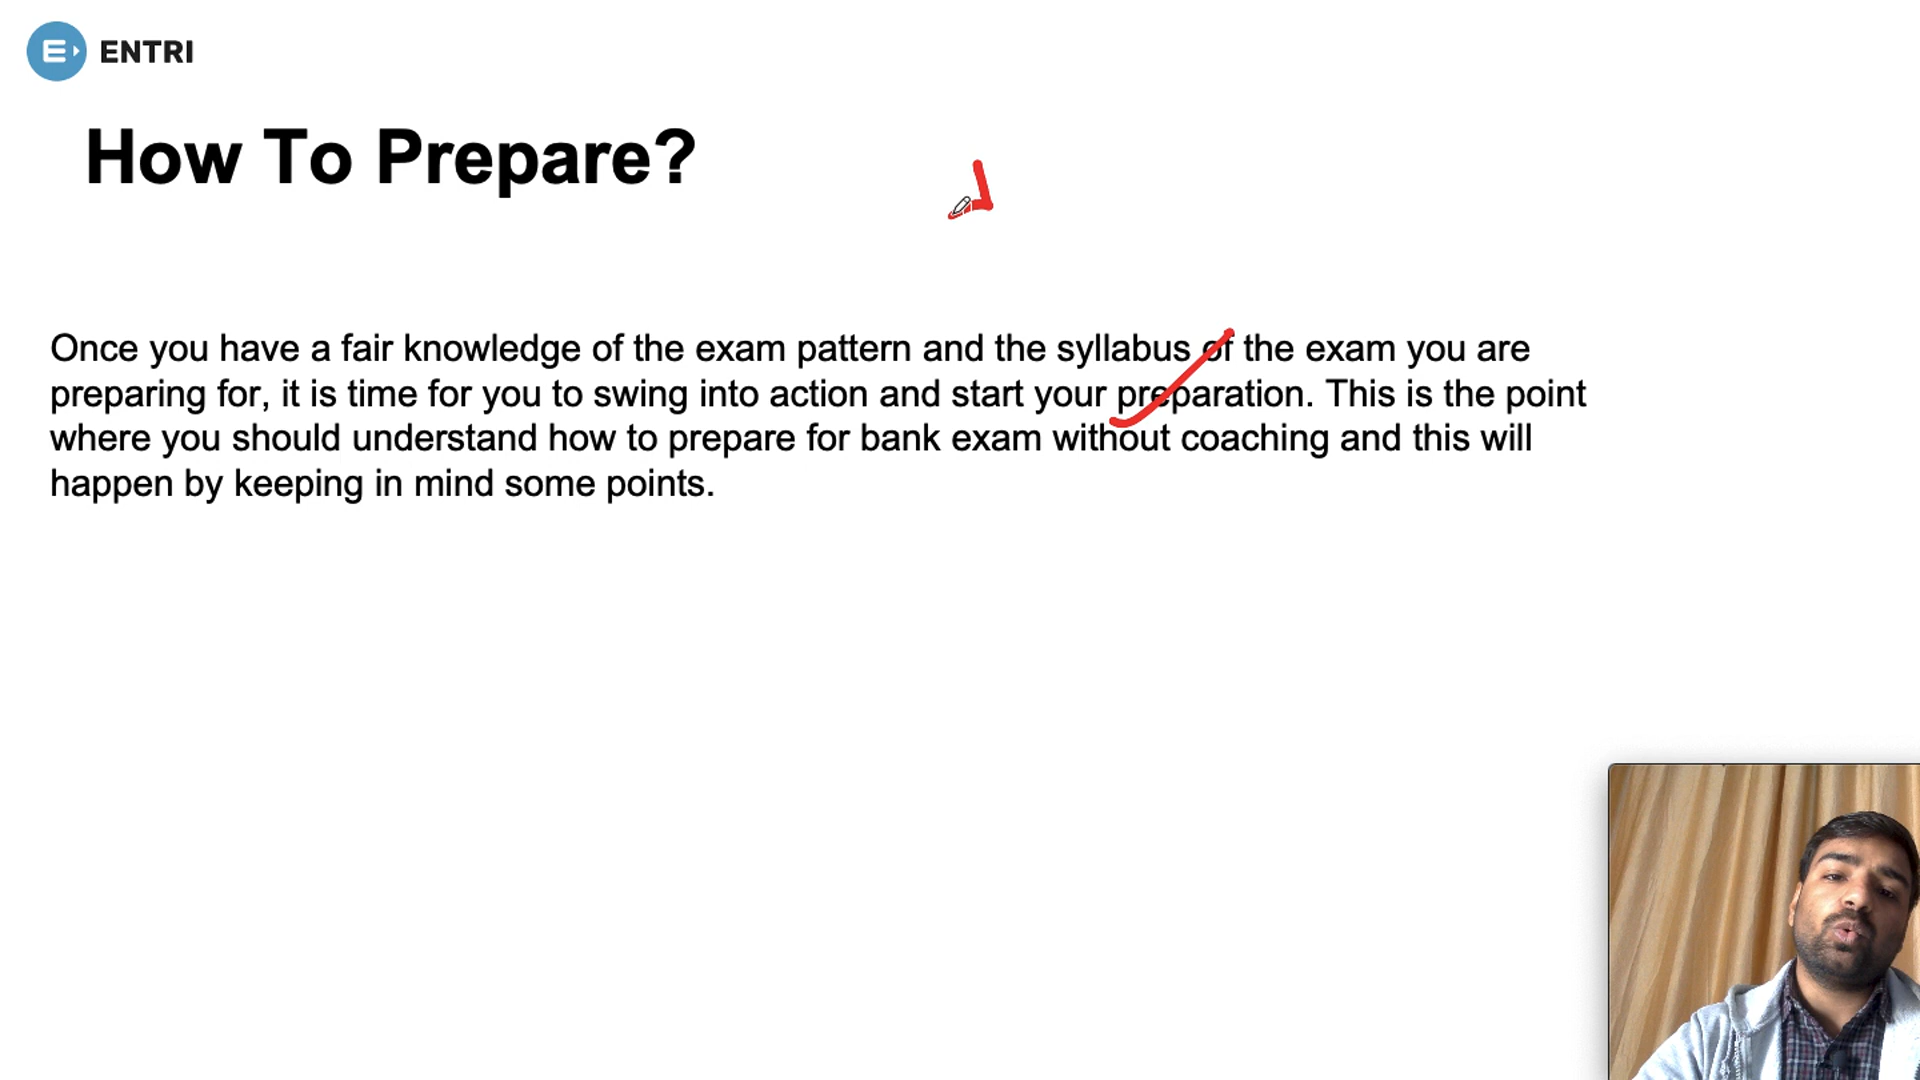 ENTRI
How To Prepare?
Once you have a fair knowledge of the exam pattern and the syllabus of the exam you are
preparing for, it is time for you to swing into action and start your preparation. This is the point
where you should understand how to prepare for bank exam without coaching and this will
happen by keeping in mind some points.